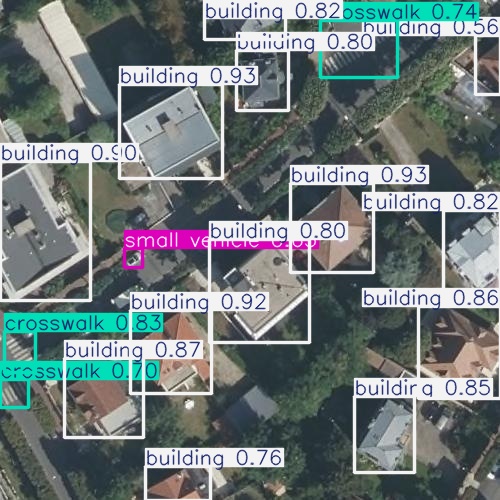 building 0.82
crosswalk 0.74
building 0.56
building 0.80
building 0.93
building 0.90
building 0.93
building 0.82
building 0.80
small vehicle
building 0.92
building 0.86
crosswalk 0.83
building 0.87
crosswalk 0.70
building 0.85
building 0.76